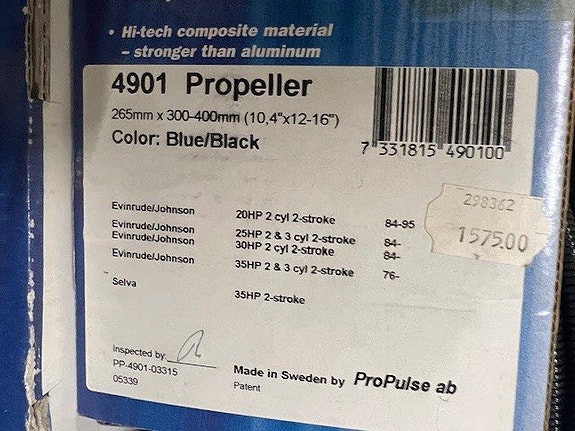 • Hi-tech composite material
– stronger than aluminum
4901 Propeller
265mm x 300-400mm (10,4"x12-16")
Color: Blue/Black
7 331815 490100
298362
1575.00
Evinrude/Johnson 20HP 2 cyl 2-stroke 84-95
Evinrude/Johnson 25HP 2 & 3 cyl 2-stroke 84-
Evinrude/Johnson 30HP 2 cyl 2-stroke 84-
Evinrude/Johnson 35HP 2 & 3 cyl 2-stroke 76-
Selva 35HP 2-stroke
Inspected by:
PP-4901-03315
05339
Made in Sweden by ProPulse ab
Patent